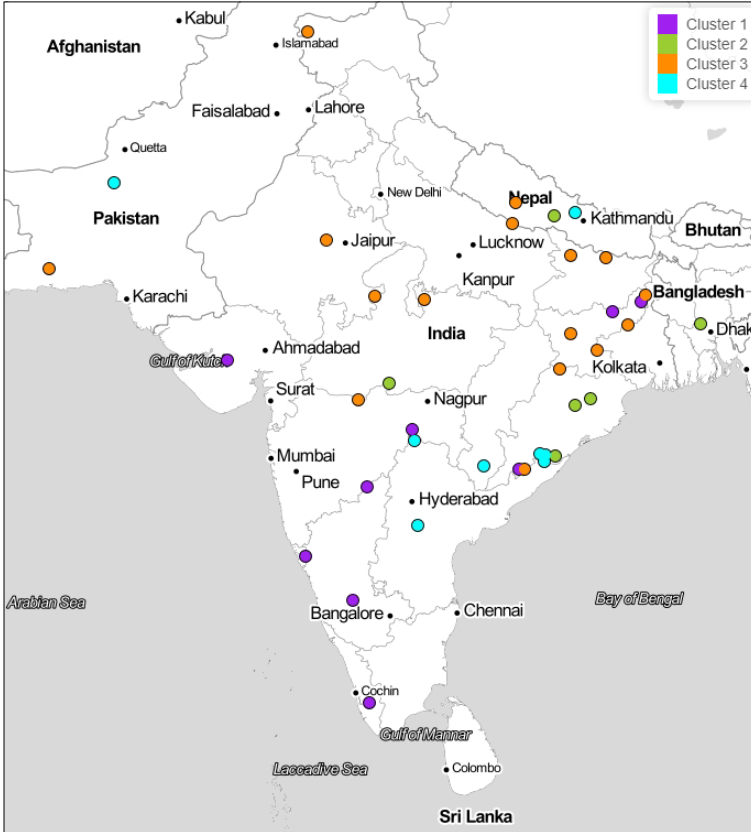 Kabul
Cluster 1
Cluster 2
Cluster 3
Cluster 4
Afghanistan
Islamabad
Faisalabad
Lahore
Quetta
New Delhi
Nepal
Pakistan
Kathmandu
Jaipur
Lucknow
Bhutan
Kanpur
Karachi
Bangladesh
India
Dhak
Ahmadabad
Gulf of Kutc
Kolkata
Surat
Nagpur
Mumbai
Pune
Hyderabad
Arabian Sea
Bay of Bengal
Bangalore
Chennai
Cochin
Gulf of Mannar
Laccadive Sea
Colombo
Sri Lanka